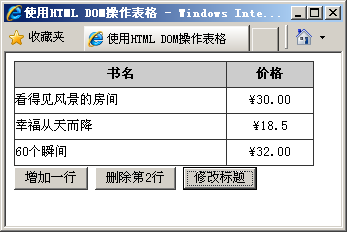 使用HTML DOM操作表格 - Windows Inte...
收藏夹 使用HTML DOM操作表格
书名 价格
看得见风景的房间 ¥30.00
幸福从天而降 ¥18.5
60个瞬间 ¥32.00
增加一行 删除第2行 修改标题